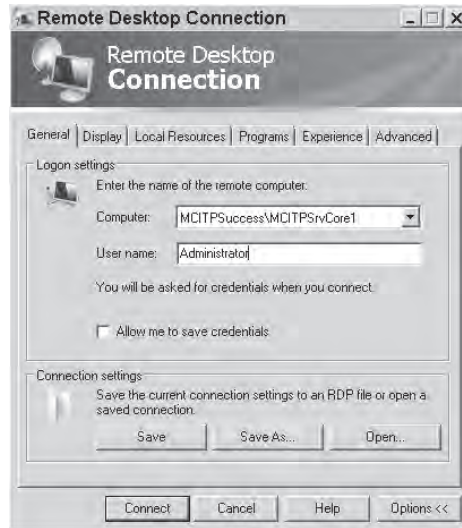 Remote Desktop Connection
Remote Desktop
Connection
General Display Local Resources Programs Experience Advanced
Logon settings
Enter the name of the remote computer.
Computer: MCITPSuccess\MCITPSrvCore1
User name: Administrator
You will be asked for credentials when you connect.
Allow me to save credentials
Connection settings
Save the current connection settings to an RDP file or open a
saved connection.
Save Save As... Open...
Connect Cancel Help Options <<